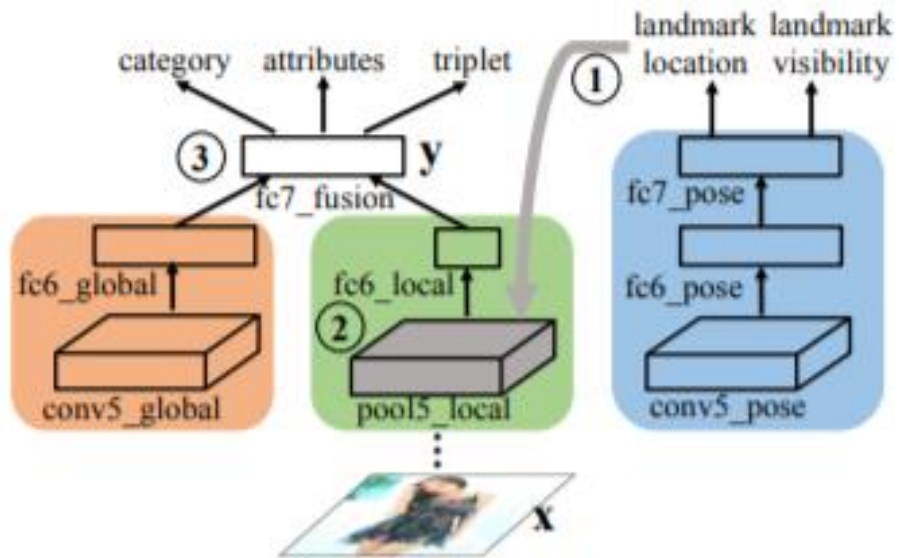 landmark landmark
location visibility
category attributes triplet
1
3
y
fc7_fusion
fc7_pose
fc6_global
fc6_local
fc6_pose
2
conv5_global
pool5_local
conv5_pose
x